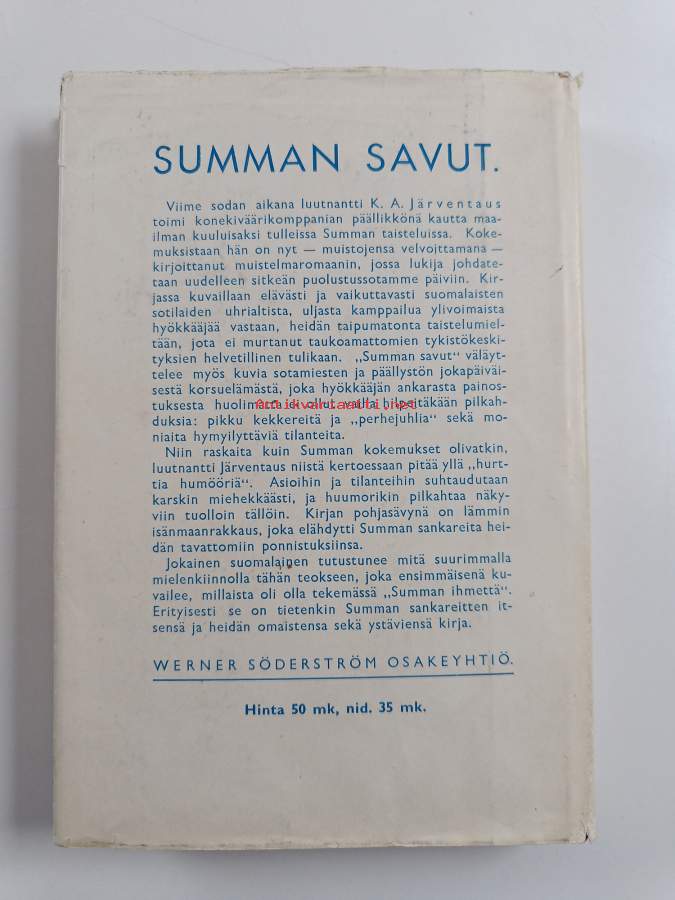 SUMMAN SAVUT.
Viime sodan aikana luutnantti K. A. Järventaus
toimi konekiväärikomppanian päällikkönä kautta maa-
ilman kuuluisaksi tulleissa Summan taisteluissa. Koke-
muksistaan hän on nyt — muistojensa velvoittamana —
kirjoittanut muistelmaromaanin, jossa lukija johdate-
taan uudelleen sitkeän puolustussotamme päiviin. Kir-
jassa kuvaillaan elävästi ja vaikuttavasti suomalaisten
sotilaiden uhrialtista, uljasta kamppailua ylivoimaista
hyökkääjää vastaan, heidän taipumatonta taistelumiel-
tään, jota ei murtanut taukoamattomien tykistökeski-
tyksien helvetillinen tulikaan. „Summan savut" väläyt-
telee myös kuvia sotamiesten ja päällystön jokapäiväi-
sestä korsuelämästä, joka hyökkääjän ankarasta painos-
tuksesta huolimatta ei ollut vailla hilpeitäkään pilkah-
Antikvariaatti.net
duksia: pikku kekkereitä ja „perhejuhlia" sekä mo-
niaita hymyilyttäviä tilanteita.
Niin raskaita kuin Summan kokemukset olivatkin,
luutnantti Järventaus niistä kertoessaan pitää yllä „hurt-
tia humööriä". Asioihin ja tilanteihin suhtaudutaan
karskin miehekkäästi, ja huumorikin pilkahtaa näky-
viin tuolloin tällöin. Kirjan pohjasävynä on lämmin
isänmaanrakkaus, joka elähdytti Summan sankareita hei-
dän tavattomiin ponnistuksiinsa.
Jokainen suomalainen tutustunee mitä suurimmalla
mielenkiinnolla tähän teokseen, joka ensimmäisenä ku-
vailee, millaista oli olla tekemässä „Summan ihmettä".
Erityisesti se on tietenkin Summan sankareitten it-
sensä ja heidän omaistensa sekä ystäviensä kirja.
WERNER SÖDERSTRÖM OSAKEYHTIÖ.
Hinta 50 mk, nid. 35 mk.